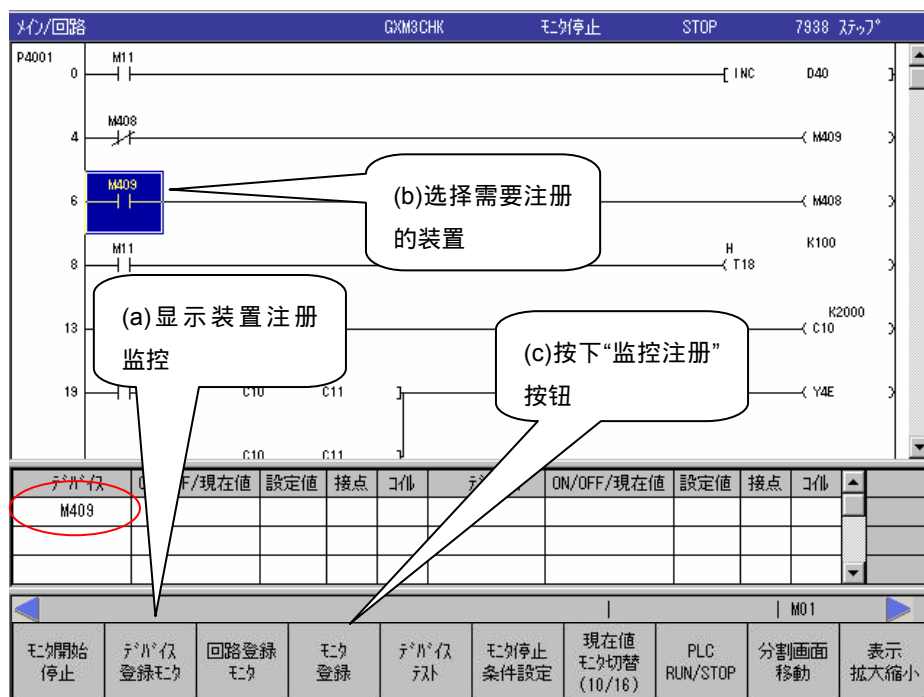 メイン/回路 GXM3CHK モニタ停止 STOP 7938 ステップ
P4001 M11
0 [ INC D40 ]
M408
4 ( M409 )
M409
6 ( M408 )
(b)选择需要注册
的装置
M11 H K100
8 ( T18 )
(a)显示装置注册
监控
K2000
13 ( C10 )
(c)按下“监控注册”
按钮
19 C10 C11 ] ( Y4E )
C10 C11
デバイス F/現在値 設定値 接点 コイル ON/OFF/現在値 設定値 接点 コイル
M409
M01
モニタ開始
停止
デバイス
登録モニタ
回路登録
モニタ
モニタ
登録
デバイス
テスト
モニタ停止
条件設定
現在値
モニタ切替
(10/16)
PLC
RUN/STOP
分割画面
移動
表示
拡大縮小